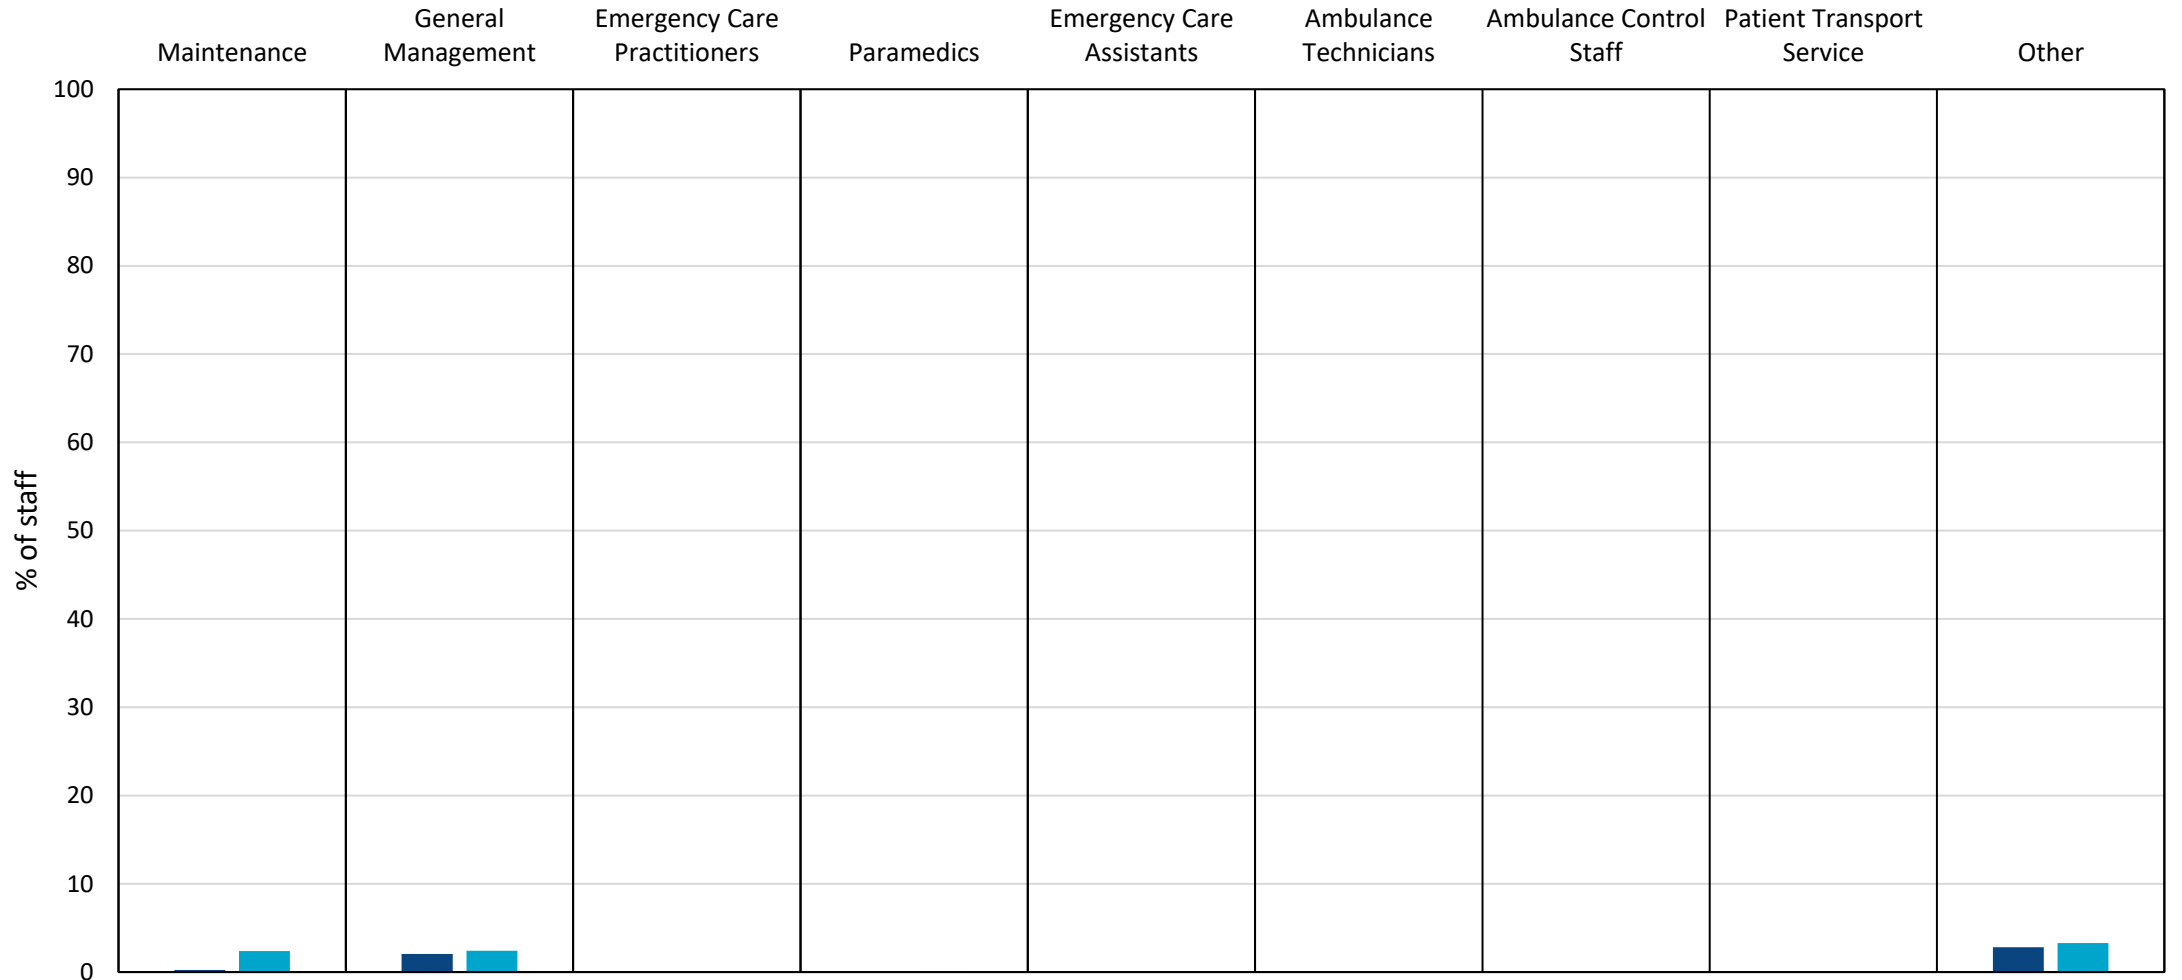 Maintenance
General
Management
Emergency Care
Practitioners
Paramedics
Emergency Care
Assistants
Ambulance
Technicians
Ambulance Control
Staff
Patient Transport
Service
Other
100
90
80
70
60
50
40
30
20
10
0
% of staff